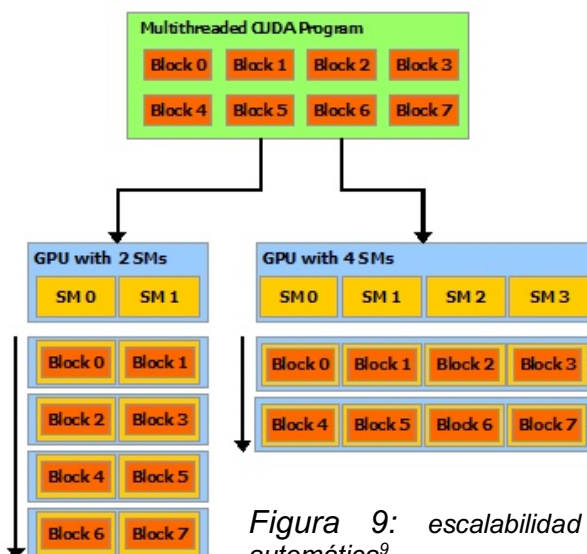 Multithreaded CUDA Program
Block 0 Block 1 Block 2 Block 3
Block 4 Block 5 Block 6 Block 7
GPU with 2 SMs
SM 0 SM 1
Block 0 Block 1
Block 2 Block 3
Block 4 Block 5
Block 6 Block 7
GPU with 4 SMs
SM 0 SM 1 SM 2 SM 3
Block 0 Block 1 Block 2 Block 3
Block 4 Block 5 Block 6 Block 7
Figura 9: escalabilidad
automática⁹